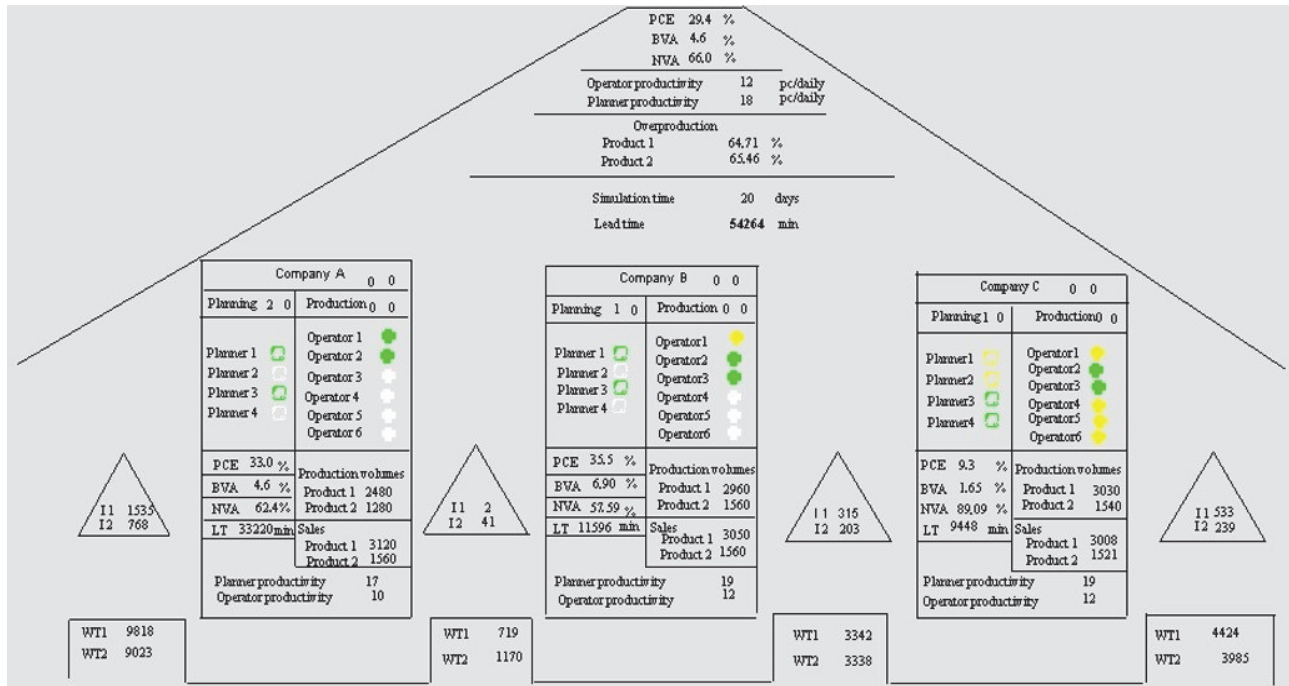 PCE 29.4 %
BVA 4.6 %
NVA 66.0 %
Operator productivity 12 pc/daily
Planner productivity 18 pc/daily
Overproduction
Product 1 64.71 %
Product 2 65.46 %
Simulation time 20 days
Lead time 54264 min
Company A 0 0
Planning 2 0 Production 0 0
Planner 1
Planner 2
Planner 3
Planner 4
Operator 1
Operator 2
Operator 3
Operator 4
Operator 5
Operator 6
PCE 33.0 %
BVA 4.6 %
NVA 62.4%
LT 33220 min
Production volumes
Product 1 2480
Product 2 1280
Sales
Product 1 3120
Product 2 1560
Planner productivity 17
Operator productivity 10
Company B 0 0
Planning 1 0 Production 0 0
Planner 1
Planner 2
Planner 3
Planner 4
Operator1
Operator2
Operator3
Operator4
Operator5
Operator6
PCE 35.5 %
BVA 6.90 %
NVA 57.59 %
LT 11596 min
Production volumes
Product 1 2960
Product 2 1560
Sales
Product 1 3050
Product 2 1560
Planner productivity 19
Operator productivity 12
Company C 0 0
Planning 1 0 Production 0 0
Planner1
Planner2
Planner3
Planner4
Operator1
Operator2
Operator3
Operator4
Operator5
Operator6
PCE 9.3 %
BVA 1.65 %
NVA 89.09 %
LT 9448 min
Production volumes
Product 1 3030
Product 2 1540
Sales
Product 1 3008
Product 2 1521
Planner productivity 19
Operator productivity 12
I1 1535
I2 768
I1 2
I2 41
I1 316
I2 203
I1 533
I2 239
WT1 9818
WT2 9023
WT1 719
WT2 1170
WT1 3342
WT2 3338
WT1 4424
WT2 3985